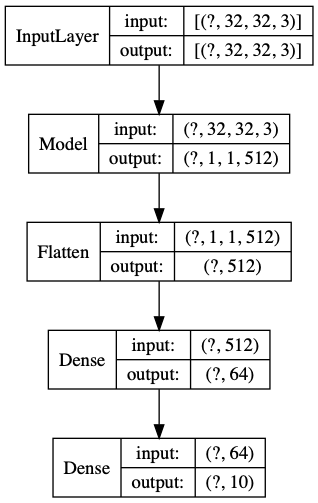 InputLayer
input: [(?, 32, 32, 3)]
output: [(?, 32, 32, 3)]
Model
input: (?, 32, 32, 3)
output: (?, 1, 1, 512)
Flatten
input: (?, 1, 1, 512)
output: (?, 512)
Dense
input: (?, 512)
output: (?, 64)
Dense
input: (?, 64)
output: (?, 10)